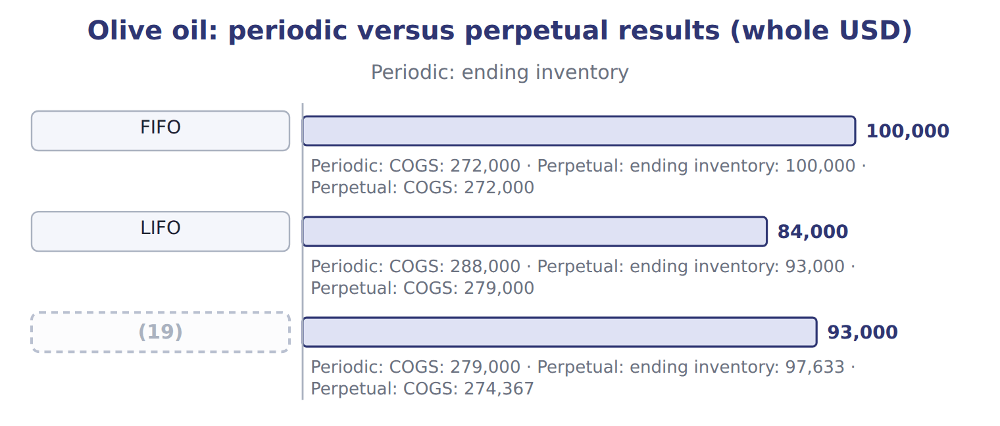 Olive oil: periodic versus perpetual results (whole USD)
Periodic: ending inventory
FIFO
100,000
Periodic: COGS: 272,000 · Perpetual: ending inventory: 100,000 ·
Perpetual: COGS: 272,000
LIFO
84,000
Periodic: COGS: 288,000 · Perpetual: ending inventory: 93,000 ·
Perpetual: COGS: 279,000
(19)
93,000
Periodic: COGS: 279,000 · Perpetual: ending inventory: 97,633 ·
Perpetual: COGS: 274,367